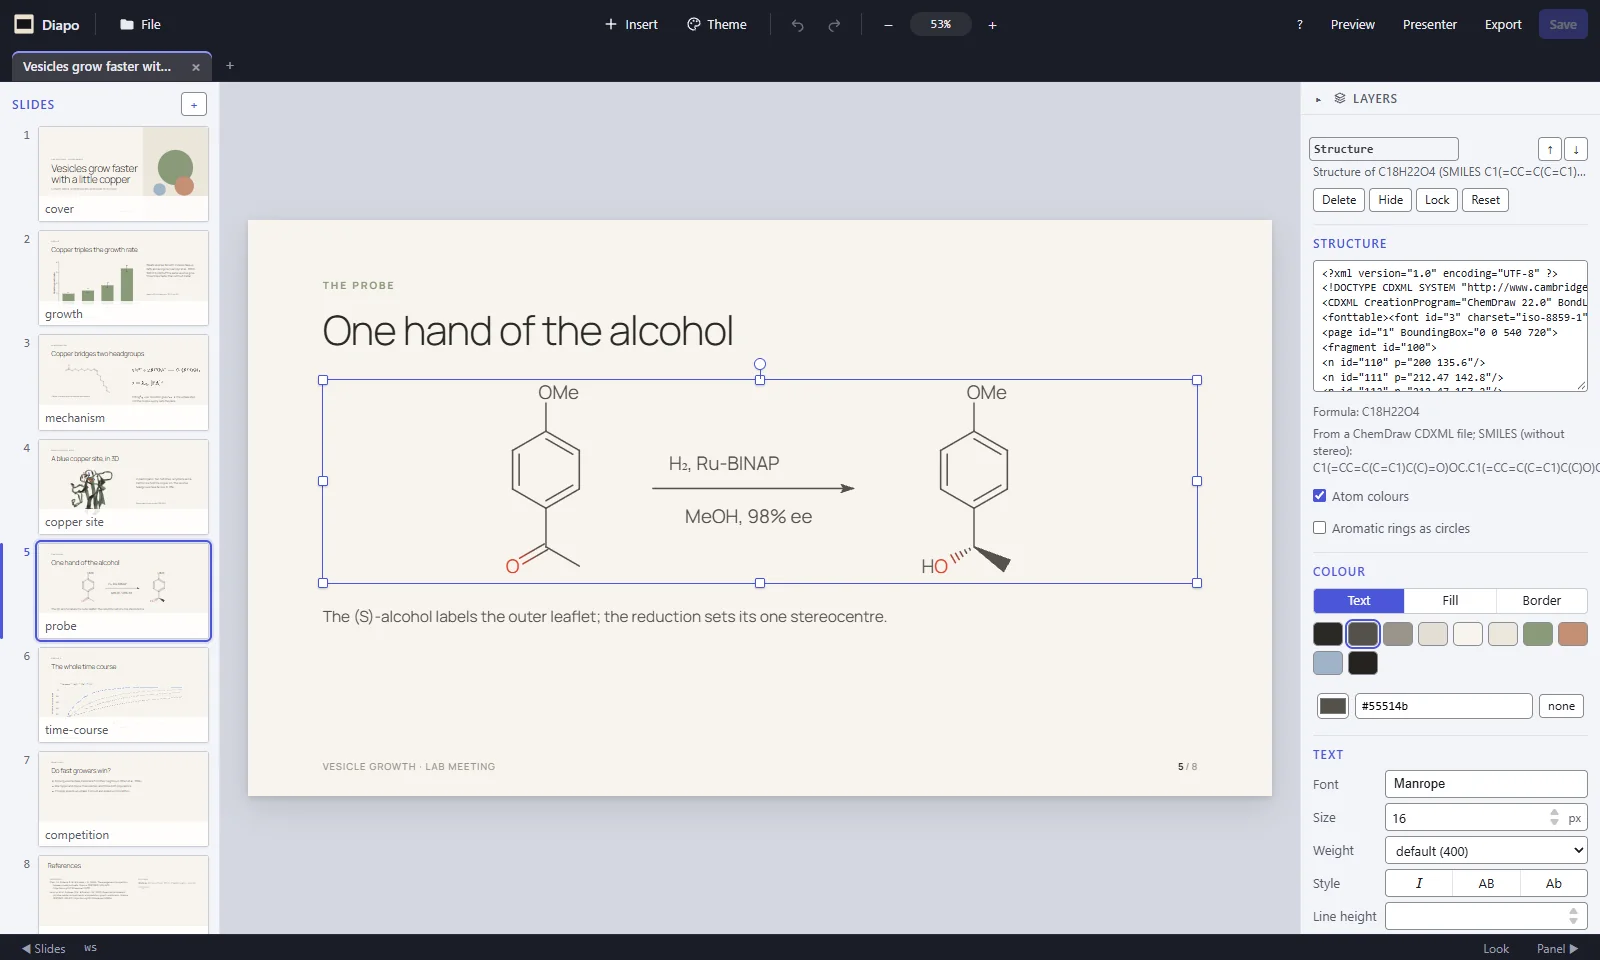 Diapo
File
Insert
Theme
53%
?
Preview
Presenter
Export
Save
Vesicles grow faster wit...
SLIDES
1
Vesicles grow faster
with a little copper
cover
2
Copper triples the growth rate
growth
3
Copper bridges two headgroups
mechanism
4
A blue copper site, in 3D
copper site
5
One hand of the alcohol
probe
6
The whole time course
time-course
7
Do fast growers win?
competition
8
References
THE PROBE
One hand of the alcohol
OMe
OMe
H₂, Ru-BINAP
MeOH, 98% ee
O
HO
The (S)-alcohol labels the outer leaflet; the reduction sets its one stereocentre.
VESICLE GROWTH · LAB MEETING
5 / 8
LAYERS
Structure
Structure of C18H22O4 (SMILES C1(=CC=C(C=C1)...
Delete
Hide
Lock
Reset
STRUCTURE
<?xml version="1.0" encoding="UTF-8" ?>
<!DOCTYPE CDXML SYSTEM "http://www.cambridge
<CDXML CreationProgram="ChemDraw 22.0" BondL
<fonttable><font id="3" charset="iso-8859-1"
<page id="1" BoundingBox="0 0 540 720">
<fragment id="100">
<n id="110" p="200 135.6"/>
<n id="111" p="212.47 142.8"/>
Formula: C18H22O4
From a ChemDraw CDXML file; SMILES (without
stereo):
C1(=CC=C(C=C1)C(C)=O)OC.C1(=CC=C(C=C1)C(C)O)O
Atom colours
Aromatic rings as circles
COLOUR
Text
Fill
Border
#55514b
none
TEXT
Font
Manrope
Size
16
px
Weight
default (400)
Style
I
AB
Ab
Line height
Slides
ws
Look
Panel